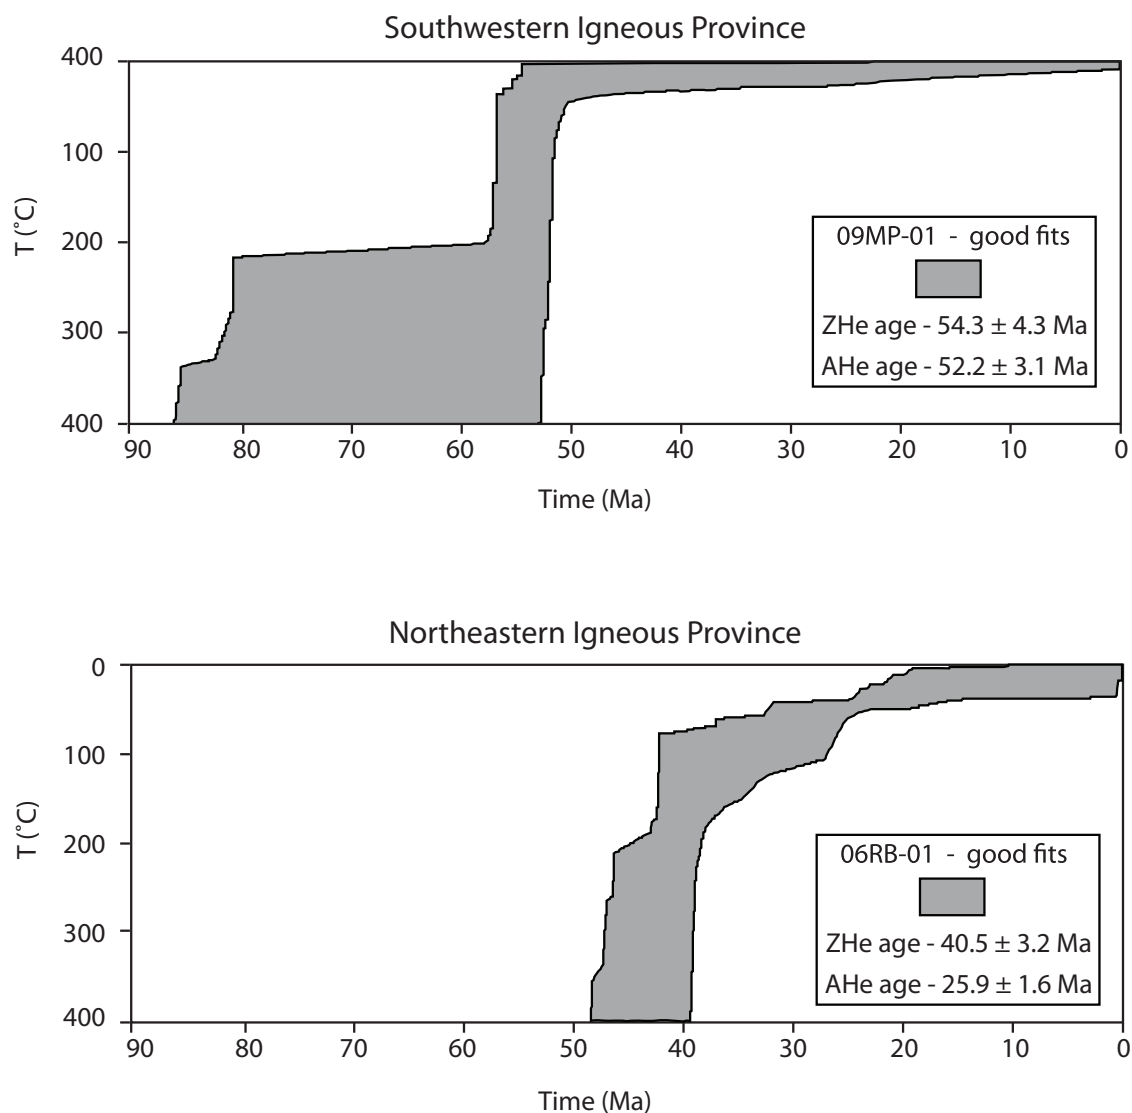 Southwestern Igneous Province
400
100
200
300
400
T (˚C)
90
80
70
60
50
40
30
20
10
0
Time (Ma)
09MP-01 - good fits
ZHe age - 54.3 ± 4.3 Ma
AHe age - 52.2 ± 3.1 Ma
Northeastern Igneous Province
0
100
200
300
400
T (˚C)
90
80
70
60
50
40
30
20
10
0
Time (Ma)
06RB-01 - good fits
ZHe age - 40.5 ± 3.2 Ma
AHe age - 25.9 ± 1.6 Ma